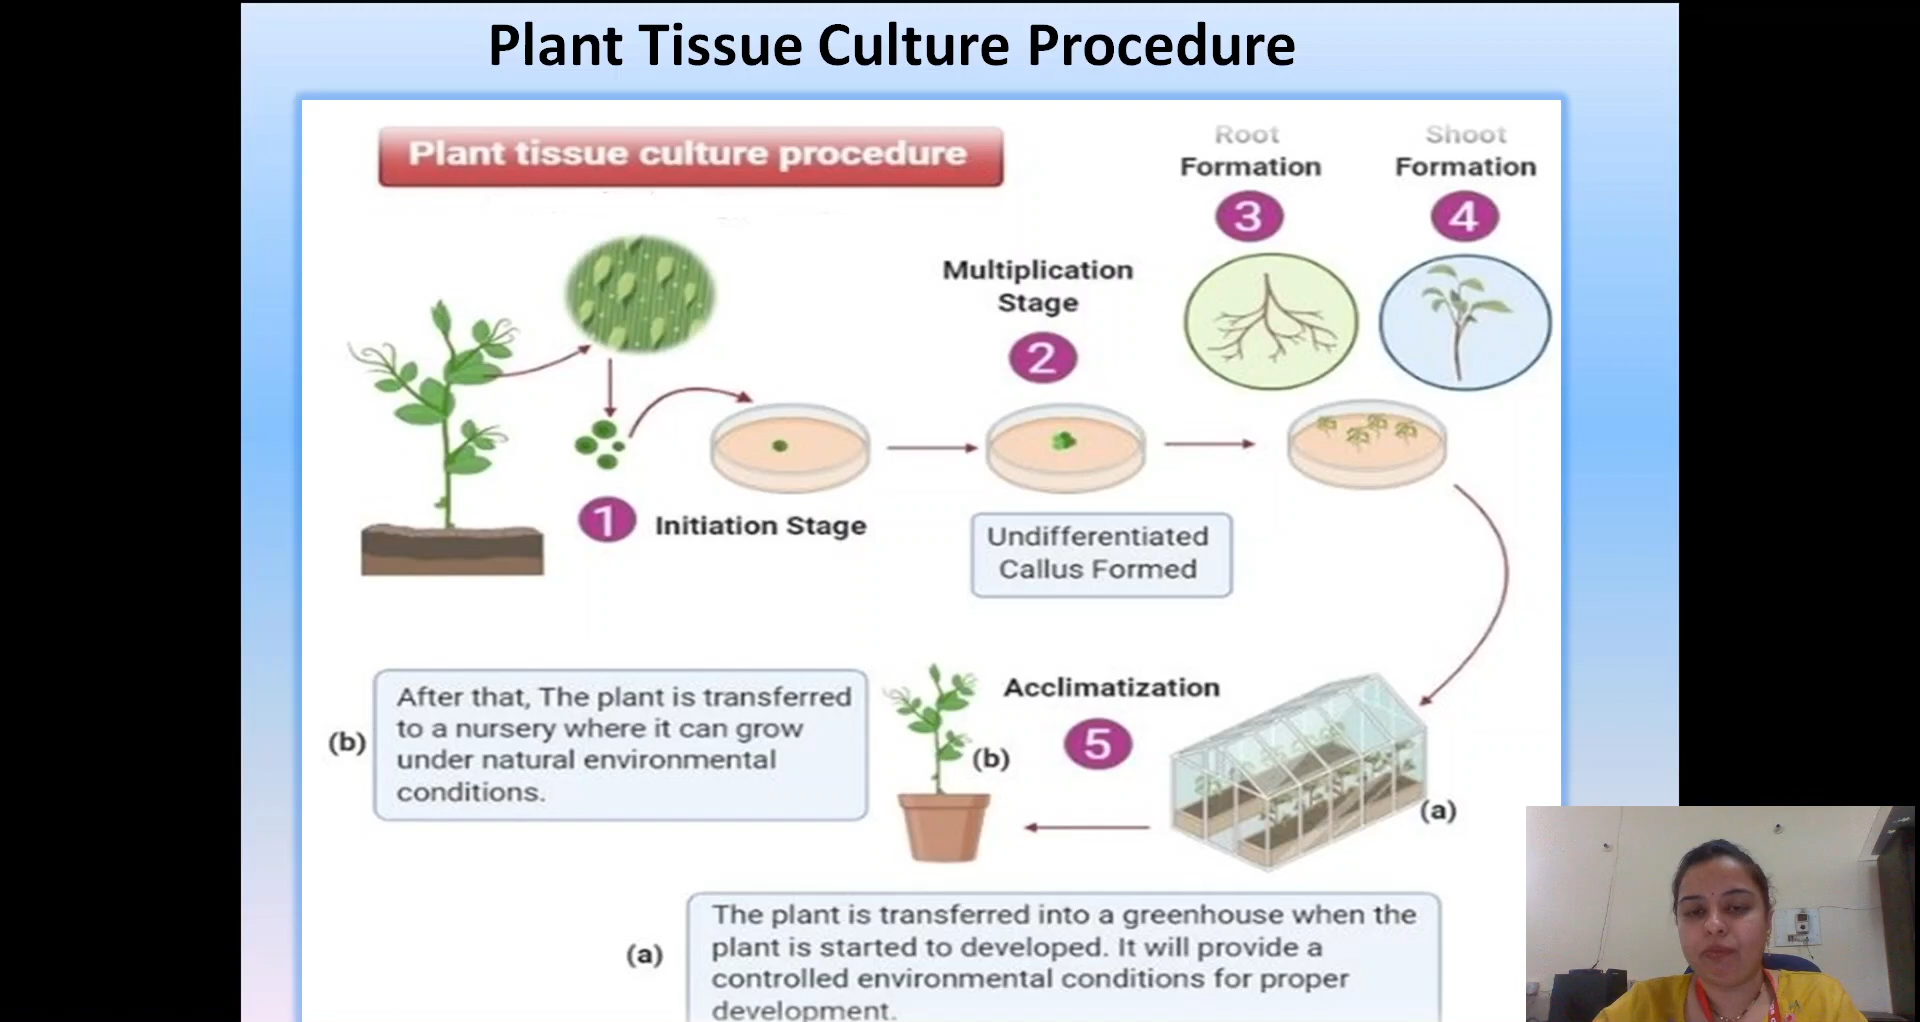 Plant Tissue Culture Procedure
Plant tissue culture procedure
Root
Formation
3
Shoot
Formation
4
Multiplication
Stage
2
1 Initiation Stage
Undifferentiated
Callus Formed
(b)
After that, The plant is transferred
to a nursery where it can grow
under natural environmental
conditions.
(b)
Acclimatization
5
(a)
(a)
The plant is transferred into a greenhouse when the
plant is started to developed. It will provide a
controlled environmental conditions for proper
development.